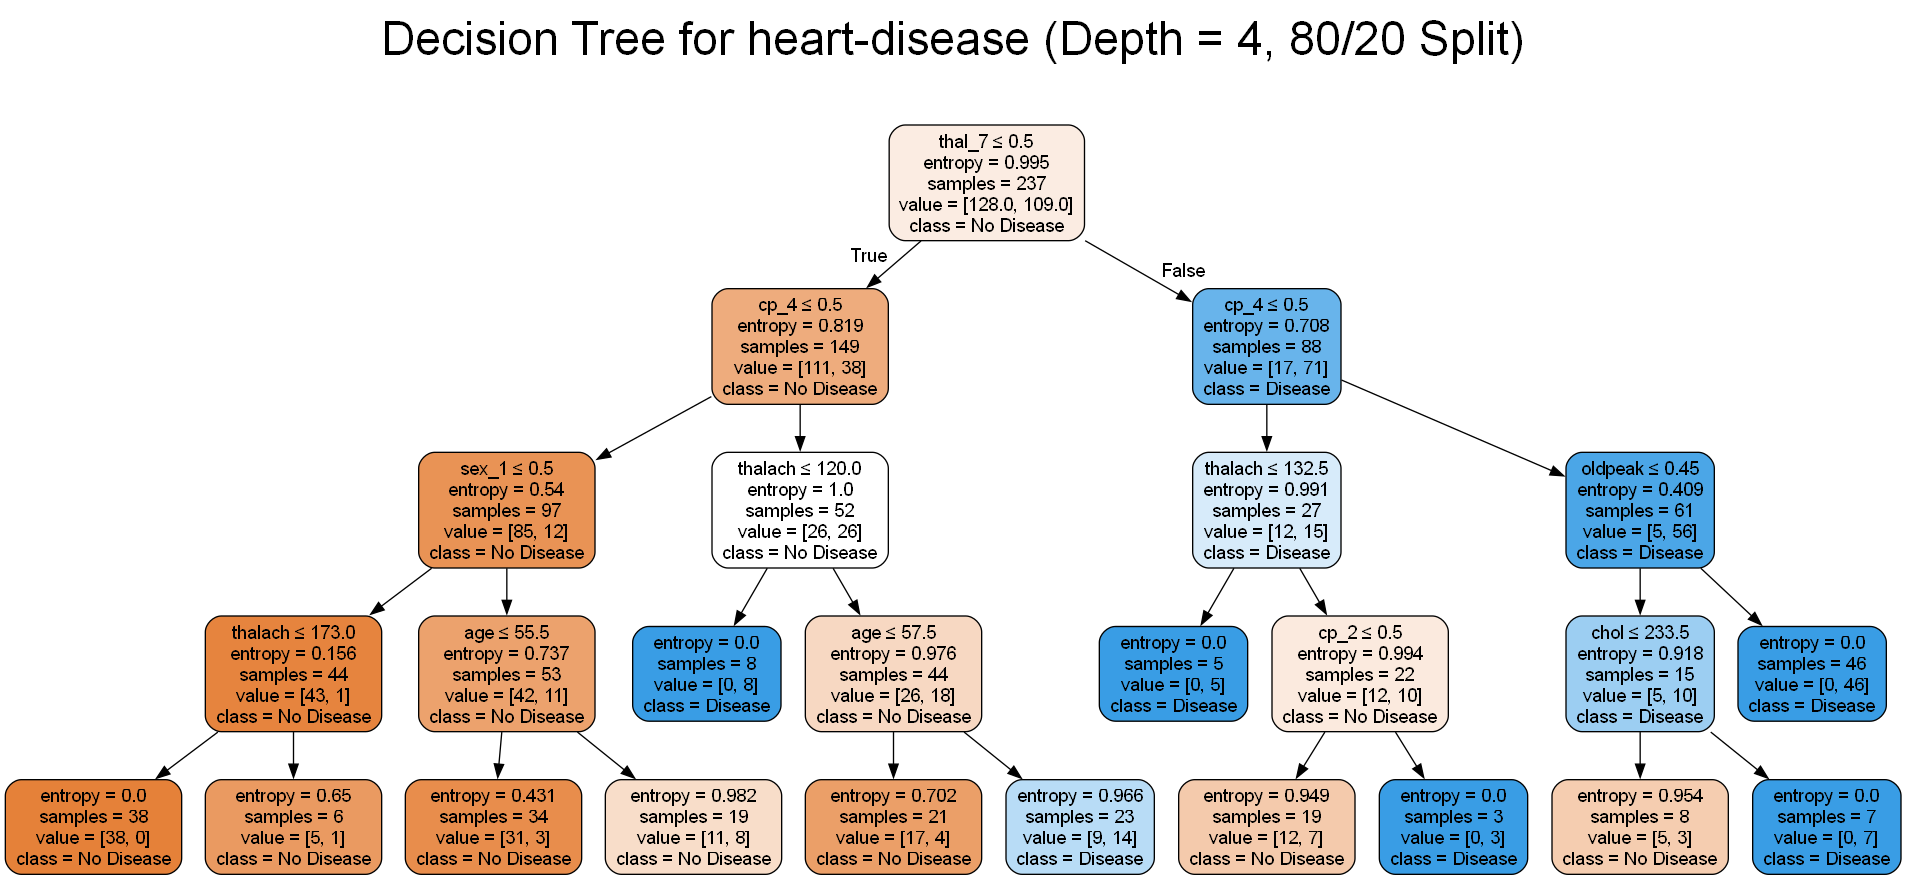 Decision Tree for heart-disease (Depth = 4, 80/20 Split)
thal_7 ≤ 0.5
entropy = 0.995
samples = 237
value = [128.0, 109.0]
class = No Disease
True
False
cp_4 ≤ 0.5
entropy = 0.819
samples = 149
value = [111, 38]
class = No Disease
cp_4 ≤ 0.5
entropy = 0.708
samples = 88
value = [17, 71]
class = Disease
sex_1 ≤ 0.5
entropy = 0.54
samples = 97
value = [85, 12]
class = No Disease
thalach ≤ 120.0
entropy = 1.0
samples = 52
value = [26, 26]
class = No Disease
thalach ≤ 132.5
entropy = 0.991
samples = 27
value = [12, 15]
class = Disease
oldpeak ≤ 0.45
entropy = 0.409
samples = 61
value = [5, 56]
class = Disease
thalach ≤ 173.0
entropy = 0.156
samples = 44
value = [43, 1]
class = No Disease
age ≤ 55.5
entropy = 0.737
samples = 53
value = [42, 11]
class = No Disease
entropy = 0.0
samples = 8
value = [0, 8]
class = Disease
age ≤ 57.5
entropy = 0.976
samples = 44
value = [26, 18]
class = No Disease
entropy = 0.0
samples = 5
value = [0, 5]
class = Disease
cp_2 ≤ 0.5
entropy = 0.994
samples = 22
value = [12, 10]
class = No Disease
chol ≤ 233.5
entropy = 0.918
samples = 15
value = [5, 10]
class = Disease
entropy = 0.0
samples = 46
value = [0, 46]
class = Disease
entropy = 0.0
samples = 38
value = [38, 0]
class = No Disease
entropy = 0.65
samples = 6
value = [5, 1]
class = No Disease
entropy = 0.431
samples = 34
value = [31, 3]
class = No Disease
entropy = 0.982
samples = 19
value = [11, 8]
class = No Disease
entropy = 0.702
samples = 21
value = [17, 4]
class = No Disease
entropy = 0.966
samples = 23
value = [9, 14]
class = Disease
entropy = 0.949
samples = 19
value = [12, 7]
class = No Disease
entropy = 0.0
samples = 3
value = [0, 3]
class = Disease
entropy = 0.954
samples = 8
value = [5, 3]
class = No Disease
entropy = 0.0
samples = 7
value = [0, 7]
class = Disease